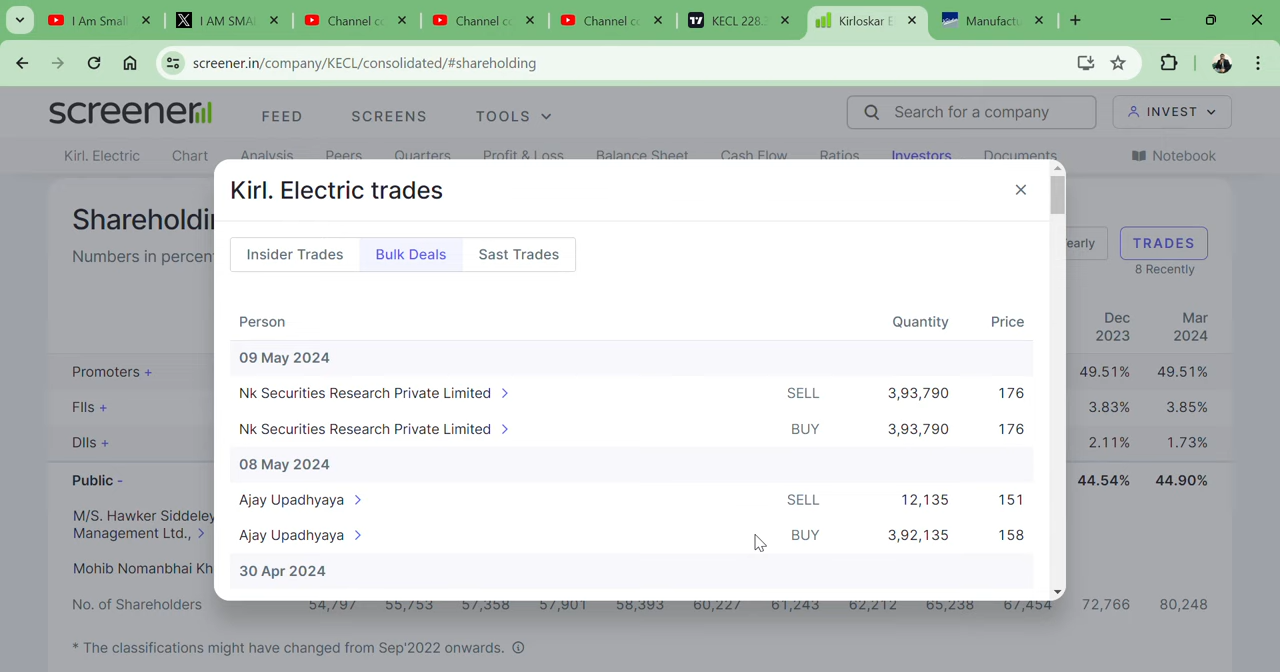 I Am Small
I AM SMA
Channel c
Channel c
Channel c
KECL 228.
Kirloskar E
Manufactu
screener.in/company/KECL/consolidated/#shareholding
screener
FEED
SCREENS
TOOLS
Search for a company
INVEST
Kirl. Electric
Chart
Analysis
Peers
Quarters
Profit & Loss
Balance Sheet
Cash Flow
Ratios
Investors
Documents
Notebook
Shareholdi
Numbers in percen
early
TRADES
8 Recently
Kirl. Electric trades
Insider Trades
Bulk Deals
Sast Trades
Person Quantity Price
09 May 2024
Nk Securities Research Private Limited SELL 3,93,790 176
Nk Securities Research Private Limited BUY 3,93,790 176
08 May 2024
Ajay Upadhyaya SELL 12,135 151
Ajay Upadhyaya BUY 3,92,135 158
30 Apr 2024
Dec 2023
Mar 2024
Promoters + 49.51% 49.51%
FIIs + 3.83% 3.85%
DIIs + 2.11% 1.73%
Public - 44.54% 44.90%
M/S. Hawker Siddeley
Management Ltd.,
Mohib Nomanbhai Kh
No. of Shareholders 54,797 55,753 57,358 57,901 58,393 60,227 61,243 62,212 65,238 67,454 72,766 80,248
* The classifications might have changed from Sep'2022 onwards.